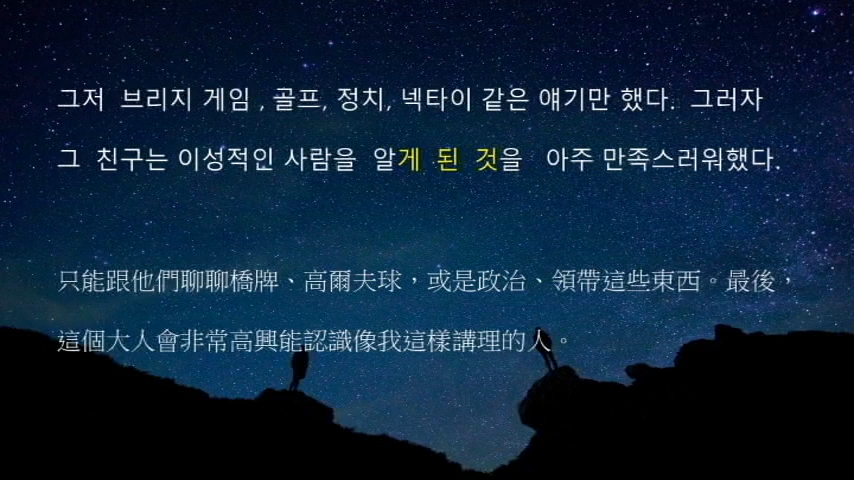 그저 브리지 게임 , 골프, 정치, 넥타이 같은 얘기만 했다. 그러자
그 친구는 이성적인 사람을 알게 된 것을 아주 만족스러워했다.
只能跟他們聊聊橋牌、高爾夫球，或是政治、領帶這些東西。最後，
這個大人會非常高興能認識像我這樣講理的人。